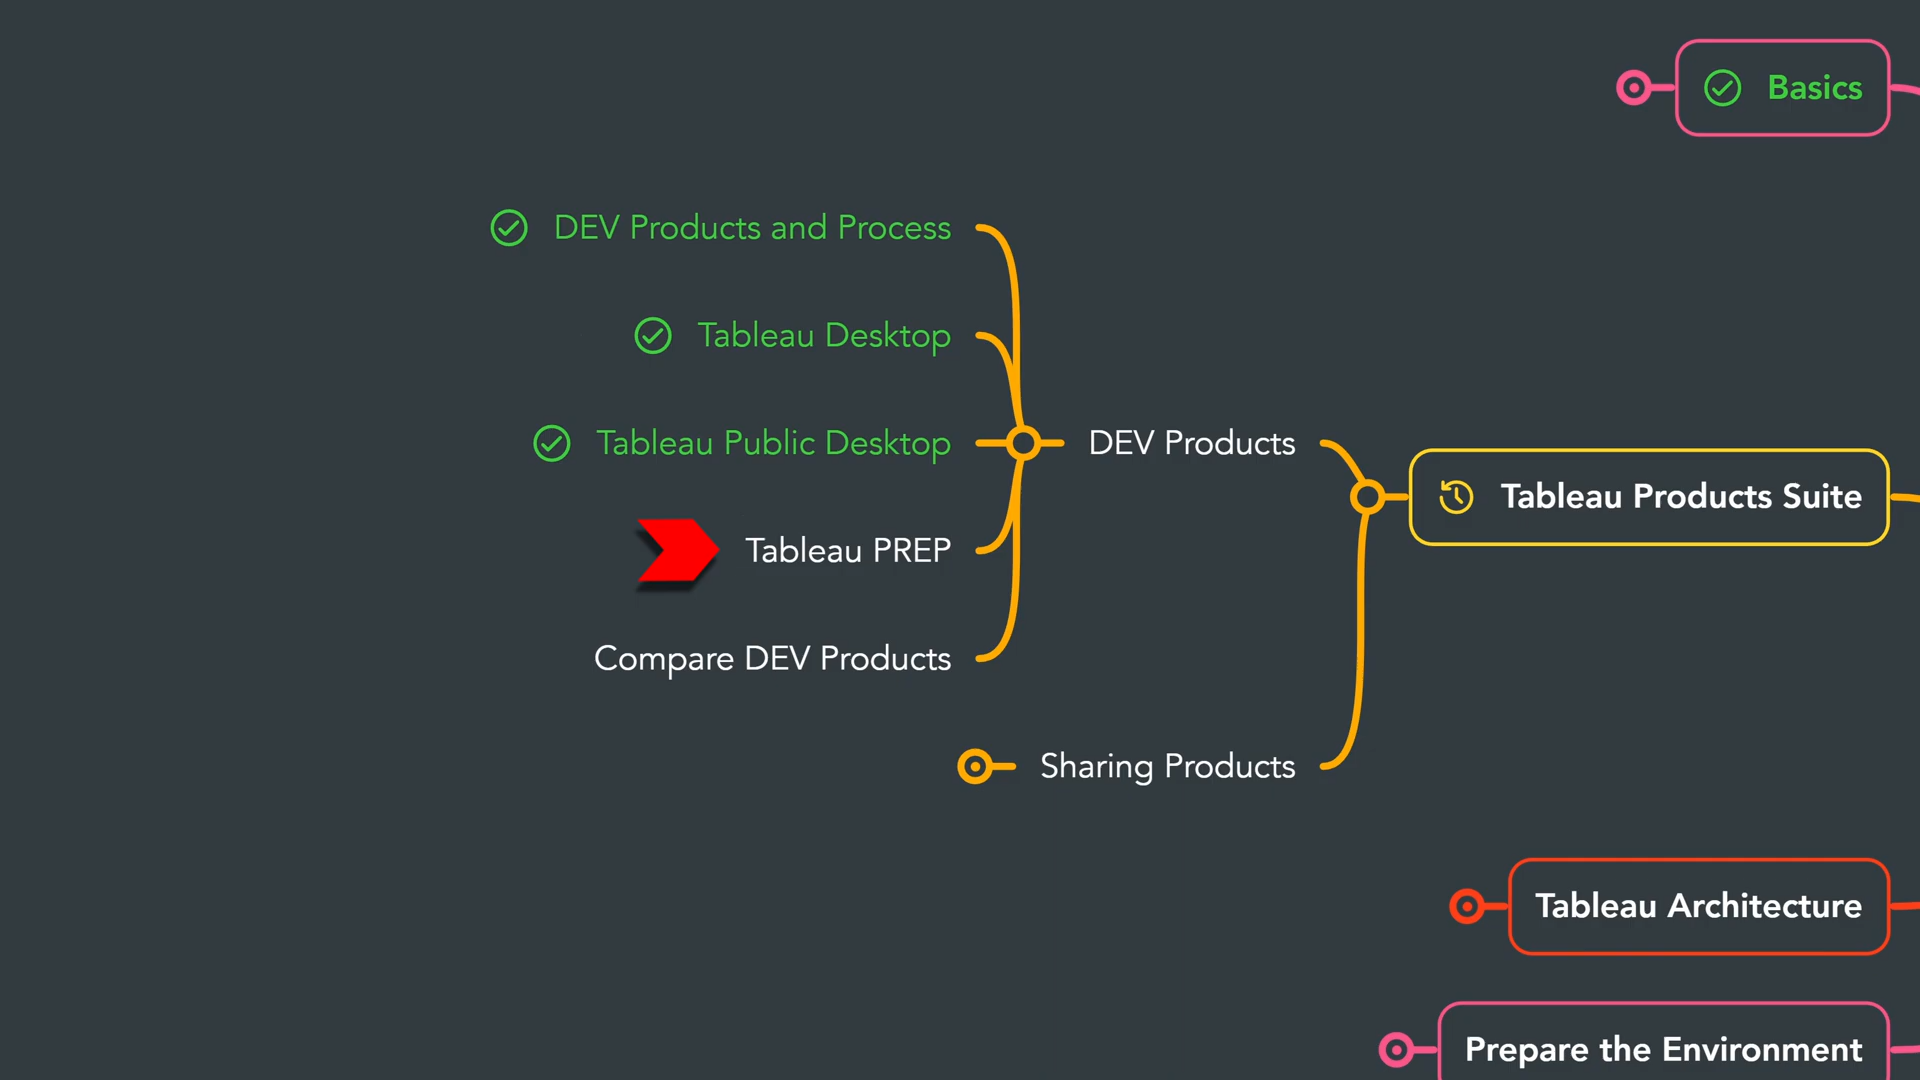 Basics
DEV Products and Process
Tableau Desktop
Tableau Public Desktop
DEV Products
Tableau Products Suite
Tableau PREP
Compare DEV Products
Sharing Products
Tableau Architecture
Prepare the Environment